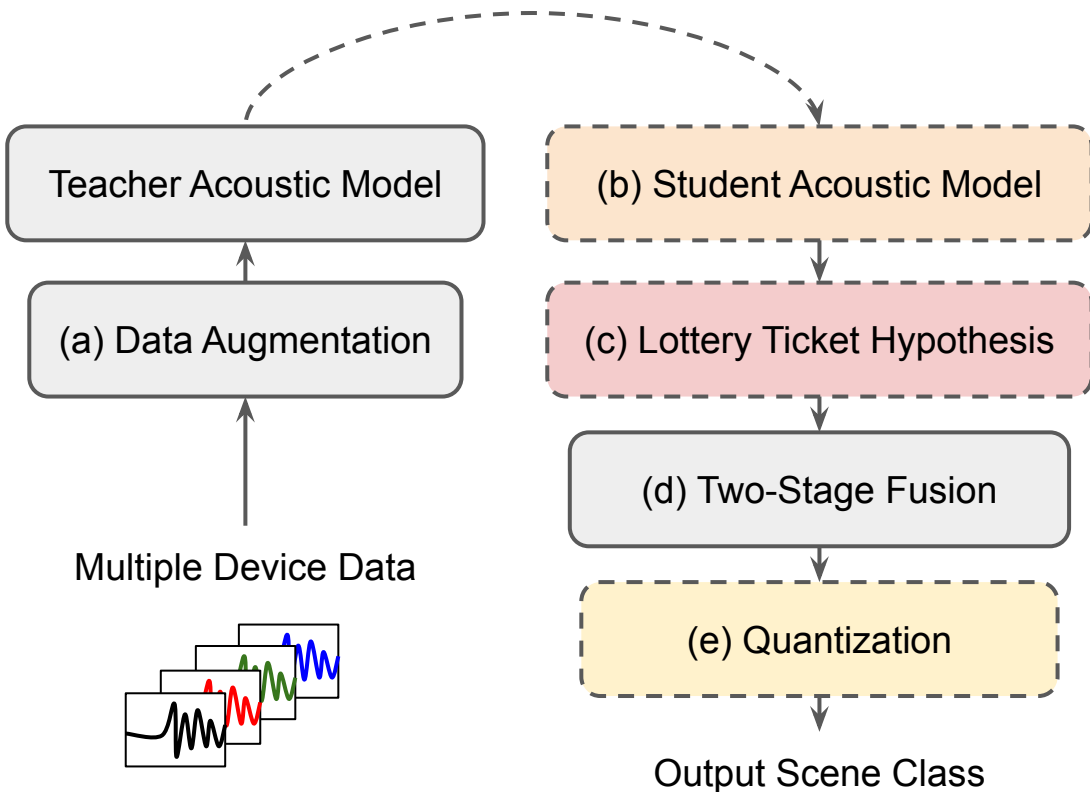 Teacher Acoustic Model
(a) Data Augmentation
Multiple Device Data
(b) Student Acoustic Model
(c) Lottery Ticket Hypothesis
(d) Two-Stage Fusion
(e) Quantization
Output Scene Class